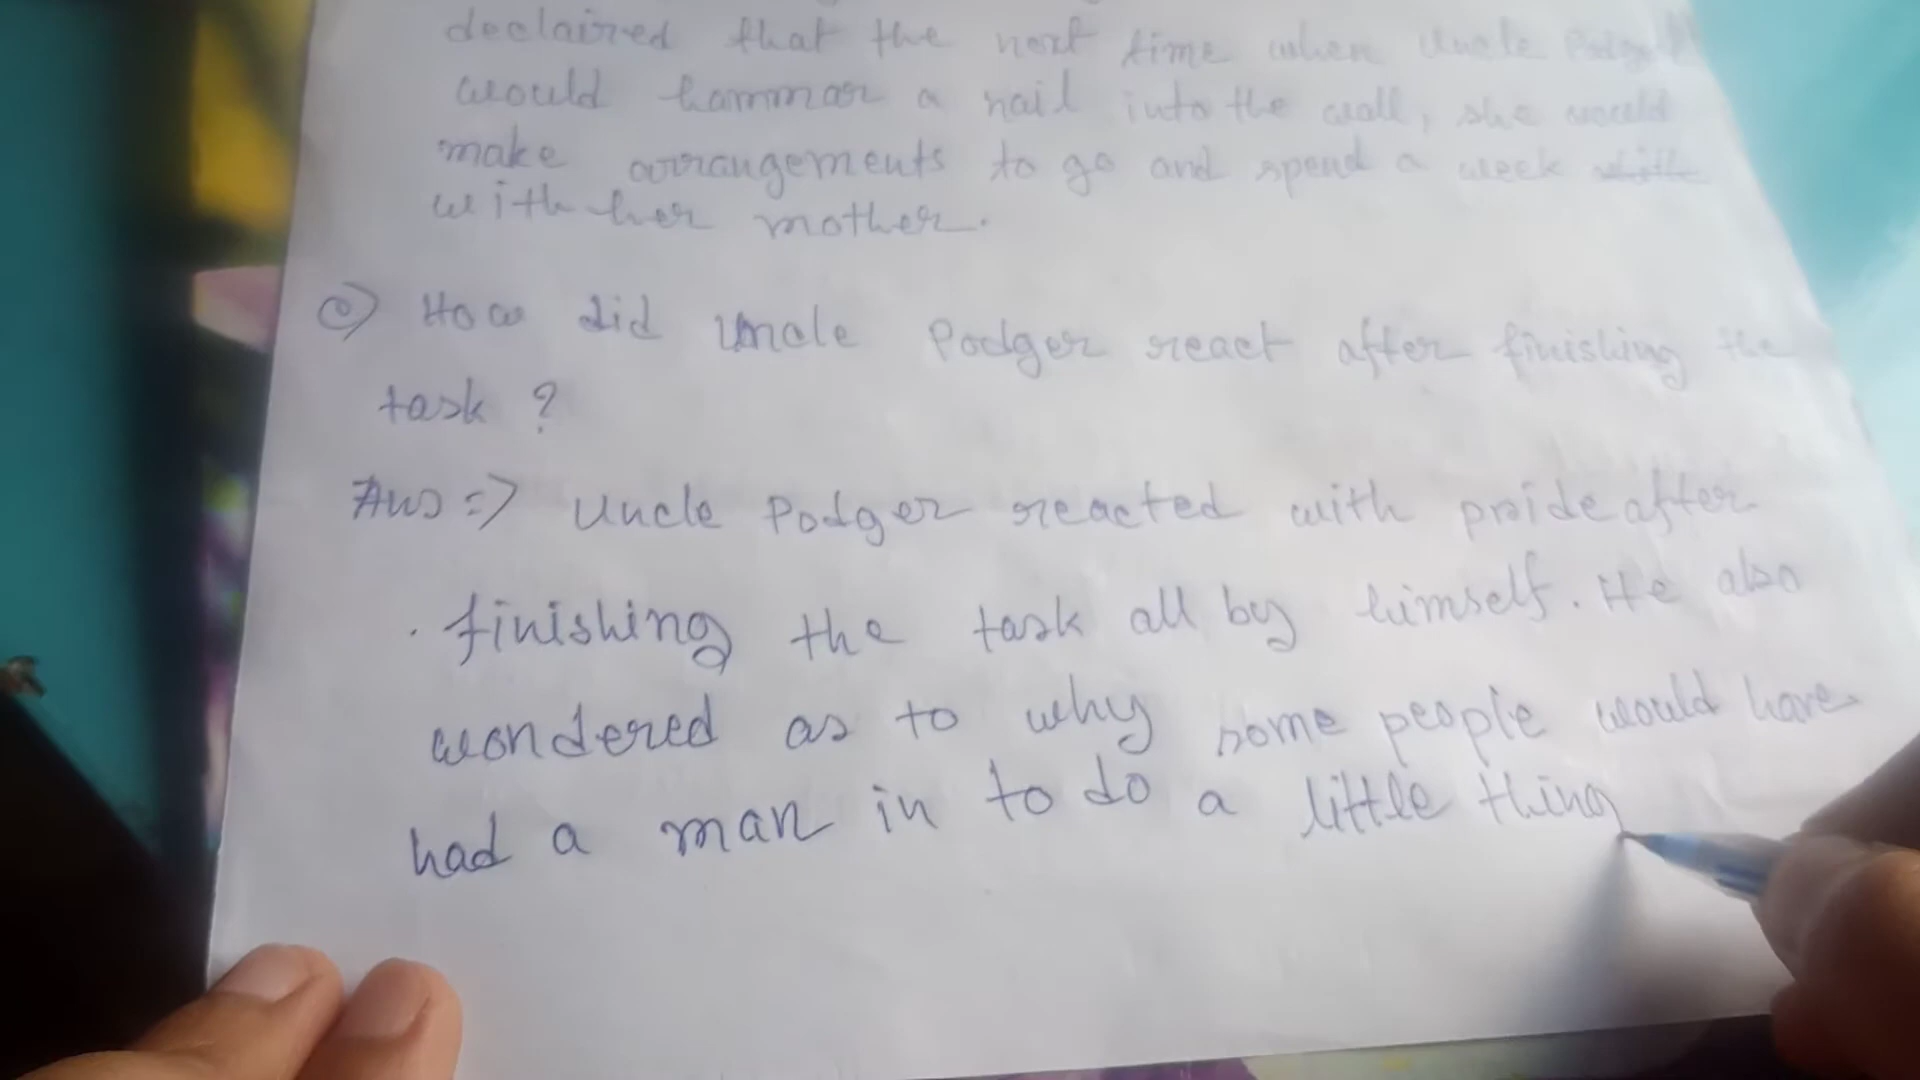 declaired that the next time when Uncle Podger
would hammar a nail into the wall, she would
make arrangements to go and spend a week
with her mother.
c) How did Uncle Podger react after finishing the
task ?
Ans => Uncle Podger reacted with pride after
finishing the task all by himself. He also
wondered as to why some people would have
had a man in to do a little thing